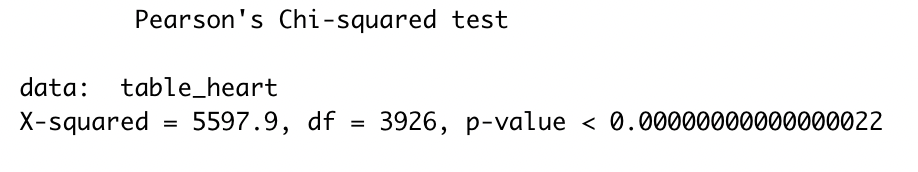 Pearson's Chi-squared test
data:  table_heart
X-squared = 5597.9, df = 3926, p-value < 0.00000000000000022